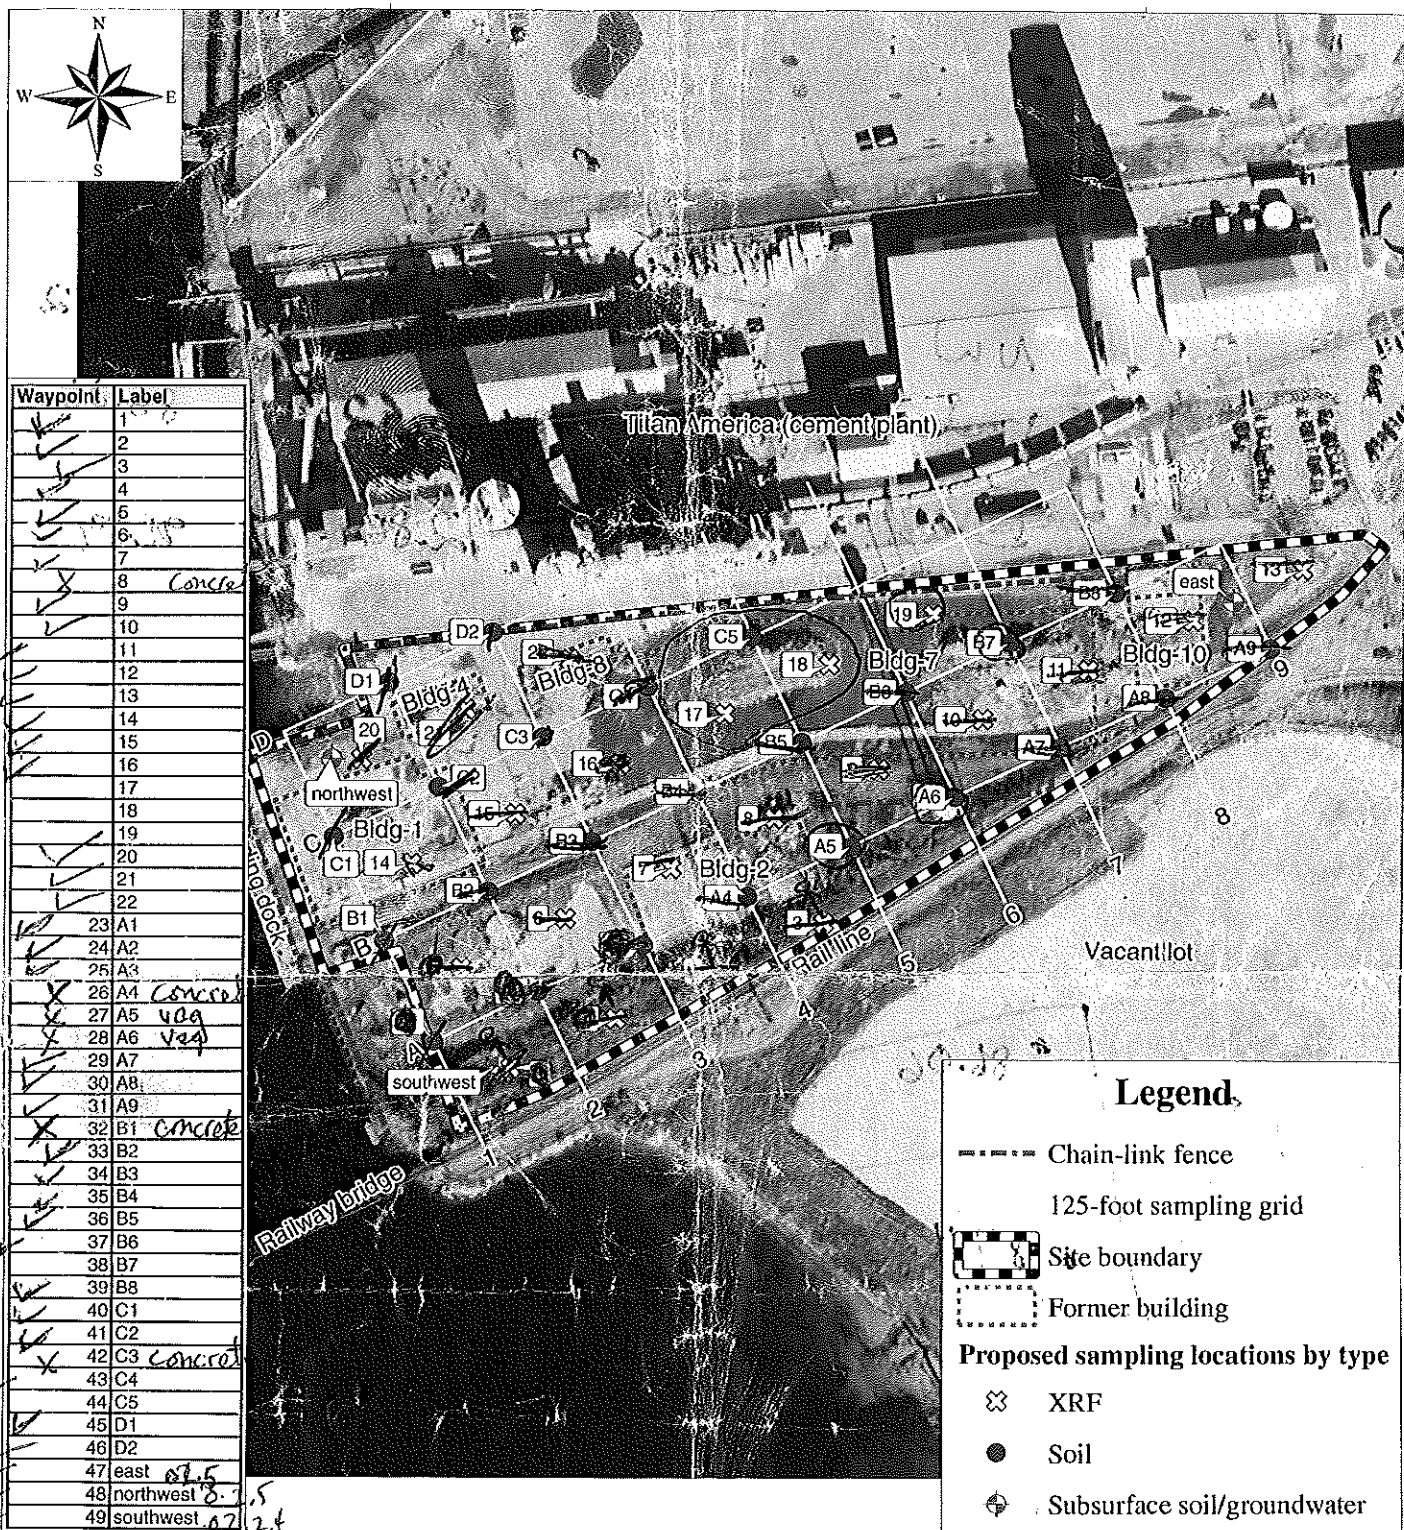 N
W E
S
Waypoint Label
1
2
3
4
5
6
7
8 Concre
9
10
11
12
13
14
15
16
17
18
19
20
21
22
23 A1
24 A2
25 A3
26 A4 concret
27 A5 veg
28 A6 veg
29 A7
30 A8
31 A9
32 B1 concrete
33 B2
34 B3
35 B4
36 B5
37 B6
38 B7
39 B8
40 C1
41 C2
42 C3 concret
43 C4
44 C5
45 D1
46 D2
47 east
48 northwest
49 southwest
Titan America (cement plant)
east
13
B8
12
19
D2
C5
B7
Bldg-10
A9
9
18
Bldg-7
11
Bldg-8
D1
Bldg-4
B6
A8
17
10
20
C3
D
B5
A7
16
northwest
C2
B4
A6
8
15
8
C
Bldg-1
B3
A5
C1
14
7
Bldg-2
7
B2
A4
B1
6
3
6
B
Rail line
5
Vacant lot
4
A
3
southwest
2
1
Railway bridge
Legend
Chain-link fence
125-foot sampling grid
Site boundary
Former building
Proposed sampling locations by type
XRF
Soil
Subsurface soil/groundwater